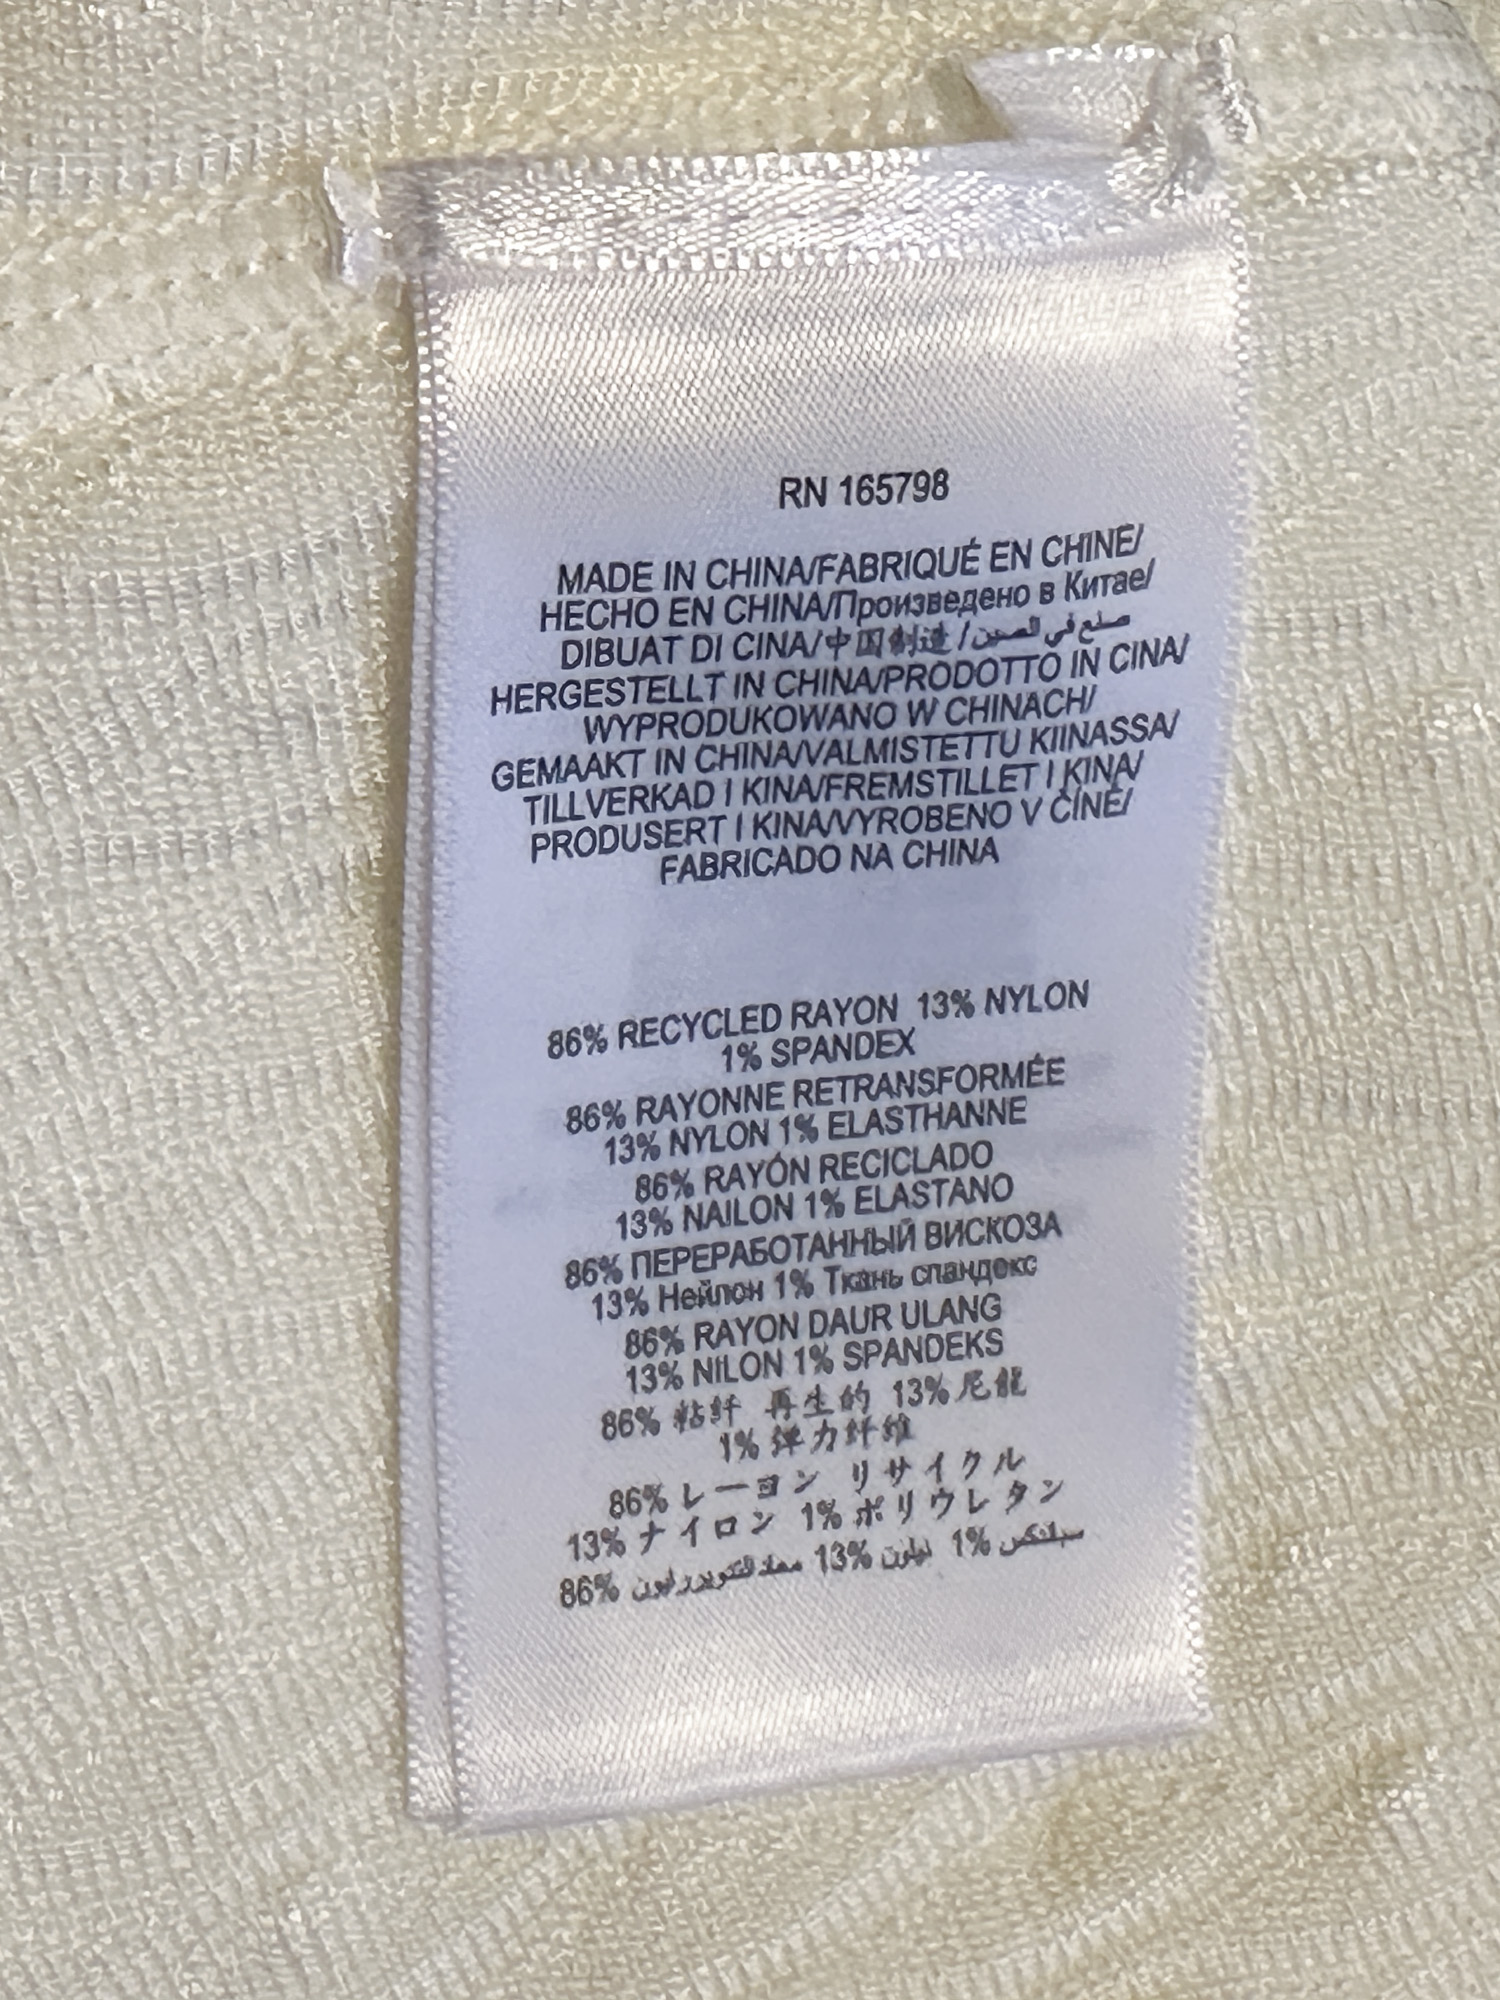 RN 165798
MADE IN CHINA/FABRIQUÉ EN CHINE/
HECHO EN CHINA/Произведено в Китае/
DIBUAT DI CINA/中国制造/صنع في الصين
HERGESTELLT IN CHINA/PRODOTTO IN CINA/
WYPRODUKOWANO W CHINACH/
GEMAAKT IN CHINA/VALMISTETTU KIINASSA/
TILLVERKAD I KINA/FREMSTILLET I KINA/
PRODUSERT I KINA/VYROBENO V ČÍNĚ/
FABRICADO NA CHINA
86% RECYCLED RAYON 13% NYLON
1% SPANDEX
86% RAYONNE RETRANSFORMÉE
13% NYLON 1% ELASTHANNE
86% RAYÓN RECICLADO
13% NAILON 1% ELASTANO
86% ПЕРЕРАБОТАННЫЙ ВИСКОЗА
13% Нейлон 1% Ткань спандекс
86% RAYON DAUR ULANG
13% NILON 1% SPANDEKS
86% 粘纤 再生的 13% 尼龍
1% 弹力纤维
86% レーヨン リサイクル
13% ナイロン 1% ポリウレタン
86% 13% 1%